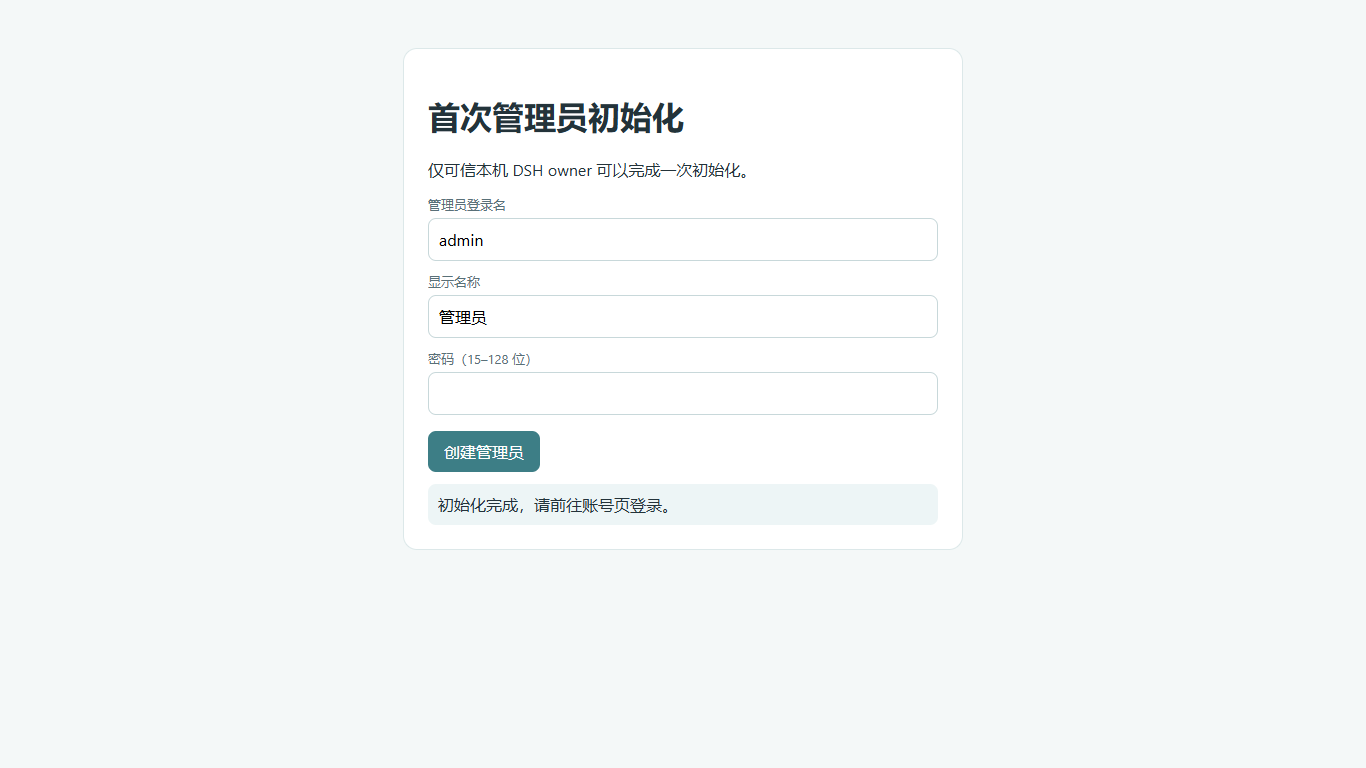 首次管理员初始化
仅可信本机 DSH owner 可以完成一次初始化。
管理员登录名
admin
显示名称
管理员
密码（15–128 位）
创建管理员
初始化完成，请前往账号页登录。